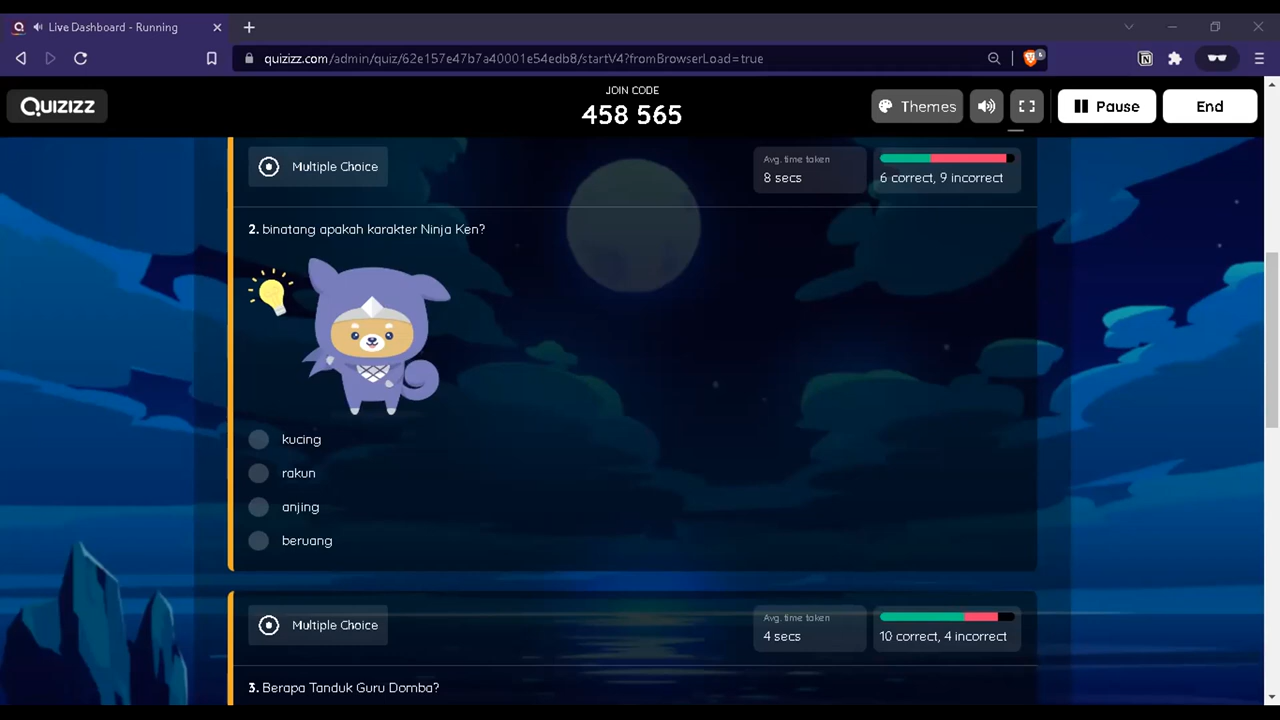 Live Dashboard - Running
quizizz.com/admin/quiz/62e157e47b7a40001e54edb8/startV4?fromBrowserLoad=true
QUIZIZZ
JOIN CODE
458 565
Themes
Pause
End
Multiple Choice
Avg. time taken
8 secs
6 correct, 9 incorrect
2. binatang apakah karakter Ninja Ken?
kucing
rakun
anjing
beruang
Multiple Choice
Avg. time taken
4 secs
10 correct, 4 incorrect
3. Berapa Tanduk Guru Domba?